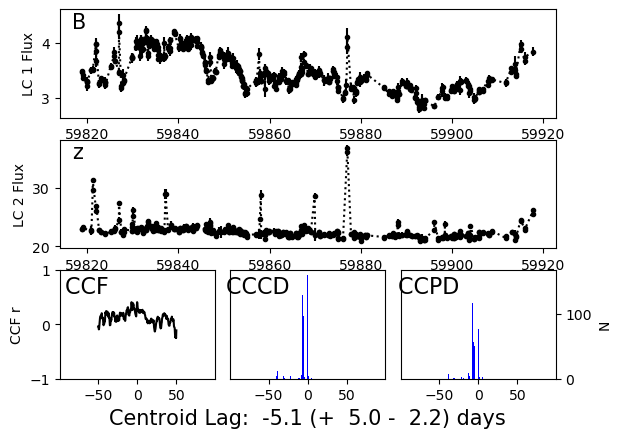 B
LC 1 Flux
4
3
59820 59840 59860 59880 59900 59920
z
LC 2 Flux
30
20
59820 59840 59860 59880 59900 59920
CCF CCCD CCPD
CCF r
1
0
−1
100
0
N
−50 0 50 −50 0 50 −50 0 50
Centroid Lag: -5.1 (+ 5.0 - 2.2) days